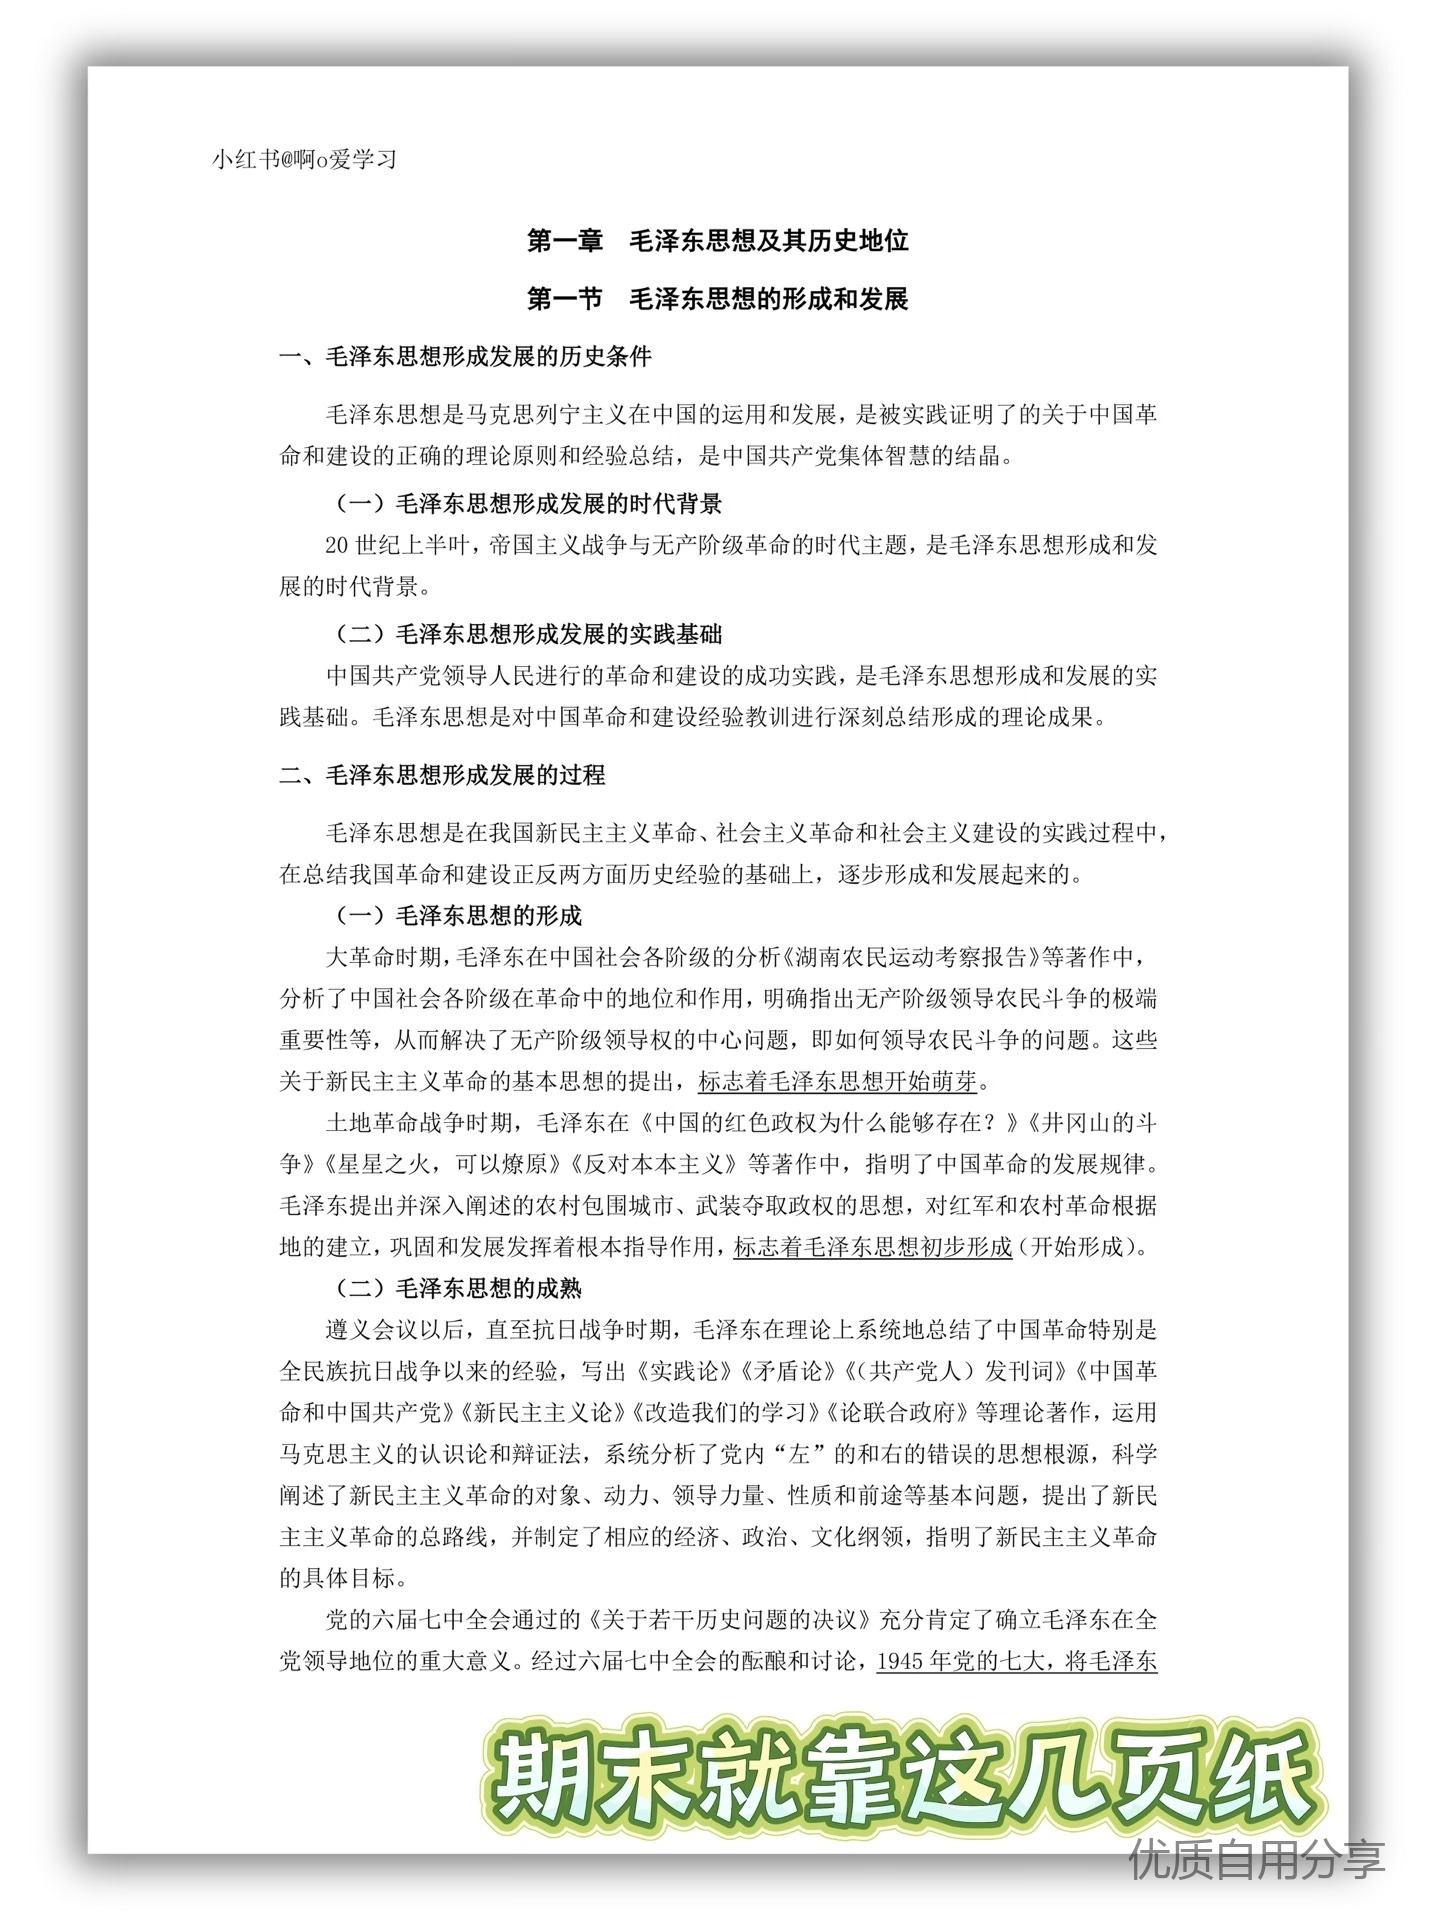 小红书@啊o爱学习
第一章　毛泽东思想及其历史地位
第一节　毛泽东思想的形成和发展
一、毛泽东思想形成发展的历史条件
毛泽东思想是马克思列宁主义在中国的运用和发展，是被实践证明了的关于中国革
命和建设的正确的理论原则和经验总结，是中国共产党集体智慧的结晶。
（一）毛泽东思想形成发展的时代背景
20 世纪上半叶，帝国主义战争与无产阶级革命的时代主题，是毛泽东思想形成和发
展的时代背景。
（二）毛泽东思想形成发展的实践基础
中国共产党领导人民进行的革命和建设的成功实践，是毛泽东思想形成和发展的实
践基础。毛泽东思想是对中国革命和建设经验教训进行深刻总结形成的理论成果。
二、毛泽东思想形成发展的过程
毛泽东思想是在我国新民主主义革命、社会主义革命和社会主义建设的实践过程中，
在总结我国革命和建设正反两方面历史经验的基础上，逐步形成和发展起来的。
（一）毛泽东思想的形成
大革命时期，毛泽东在中国社会各阶级的分析《湖南农民运动考察报告》等著作中，
分析了中国社会各阶级在革命中的地位和作用，明确指出无产阶级领导农民斗争的极端
重要性等，从而解决了无产阶级领导权的中心问题，即如何领导农民斗争的问题。这些
关于新民主主义革命的基本思想的提出，标志着毛泽东思想开始萌芽。
土地革命战争时期，毛泽东在《中国的红色政权为什么能够存在？》《井冈山的斗
争》《星星之火，可以燎原》《反对本本主义》等著作中，指明了中国革命的发展规律。
毛泽东提出并深入阐述的农村包围城市、武装夺取政权的思想，对红军和农村革命根据
地的建立，巩固和发展发挥着根本指导作用，标志着毛泽东思想初步形成（开始形成）。
（二）毛泽东思想的成熟
遵义会议以后，直至抗日战争时期，毛泽东在理论上系统地总结了中国革命特别是
全民族抗日战争以来的经验，写出《实践论》《矛盾论》《（共产党人）发刊词》《中国革
命和中国共产党》《新民主主义论》《改造我们的学习》《论联合政府》等理论著作，运用
马克思主义的认识论和辩证法，系统分析了党内“左”的和右的错误的思想根源，科学
阐述了新民主主义革命的对象、动力、领导力量、性质和前途等基本问题，提出了新民
主主义革命的总路线，并制定了相应的经济、政治、文化纲领，指明了新民主主义革命
的具体目标。
党的六届七中全会通过的《关于若干历史问题的决议》充分肯定了确立毛泽东在全
党领导地位的重大意义。经过六届七中全会的酝酿和讨论，1945 年党的七大，将毛泽东
期末就靠这几页纸
优质自用分享